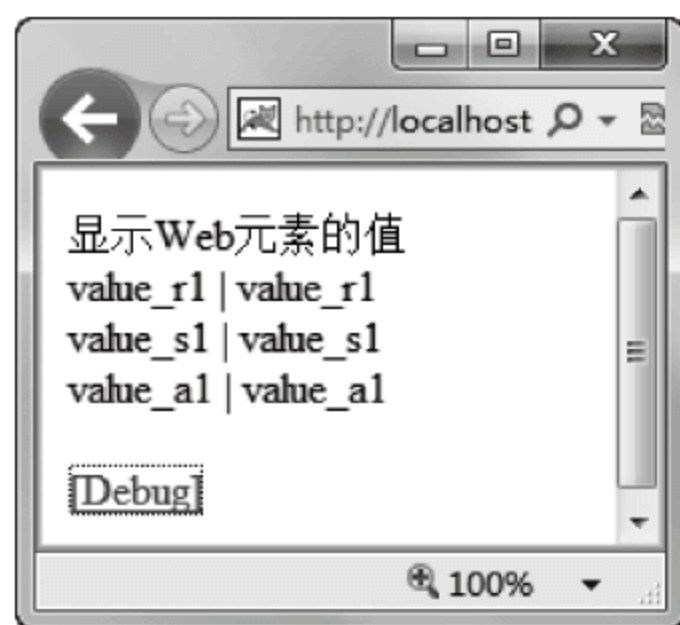 http://localhost
显示Web元素的值
value_r1 | value_r1
value_s1 | value_s1
value_a1 | value_a1
[Debug]
100%